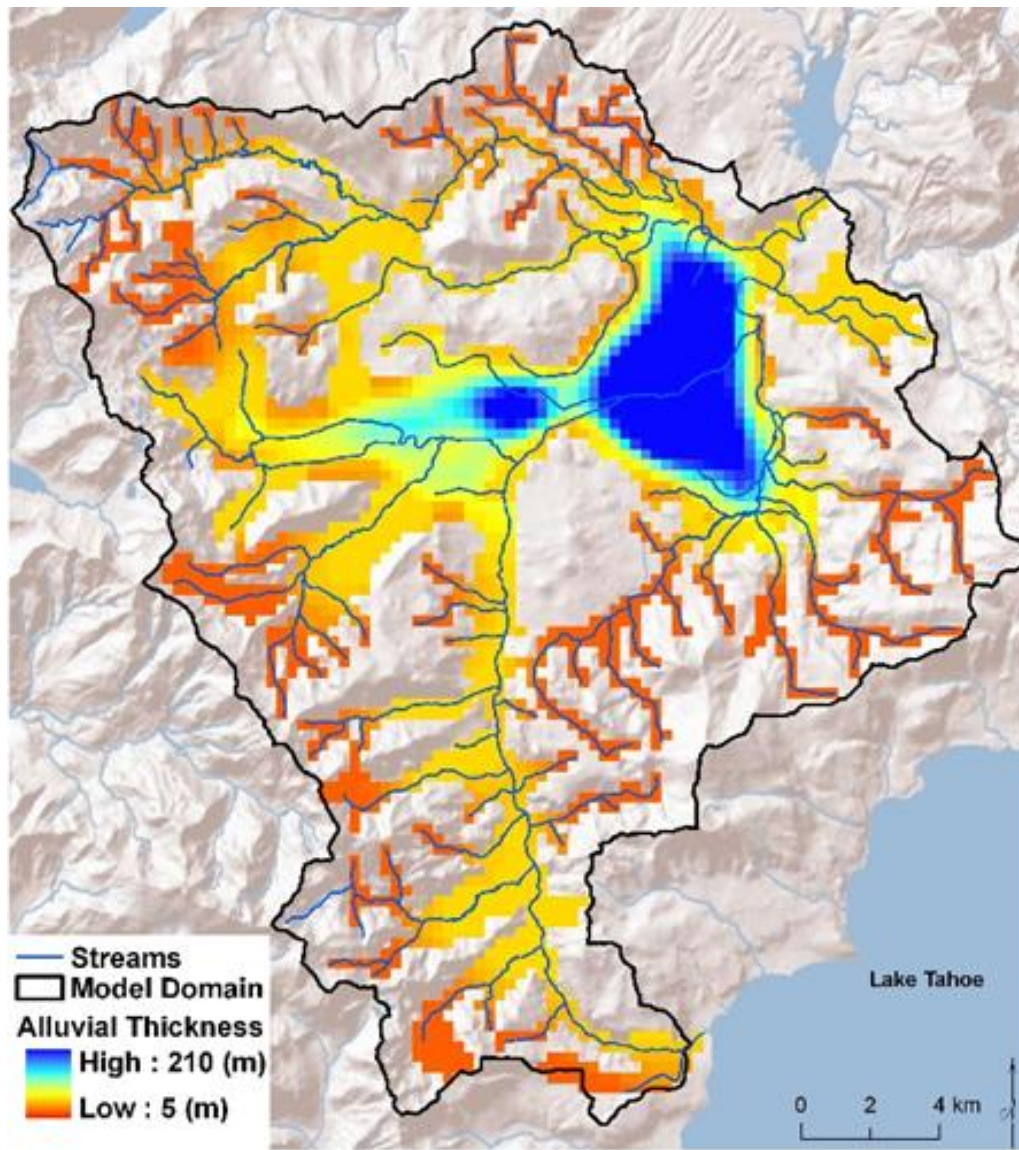 Streams
Model Domain
Alluvial Thickness
High : 210 (m)
Low : 5 (m)
Lake Tahoe
0 2 4 km